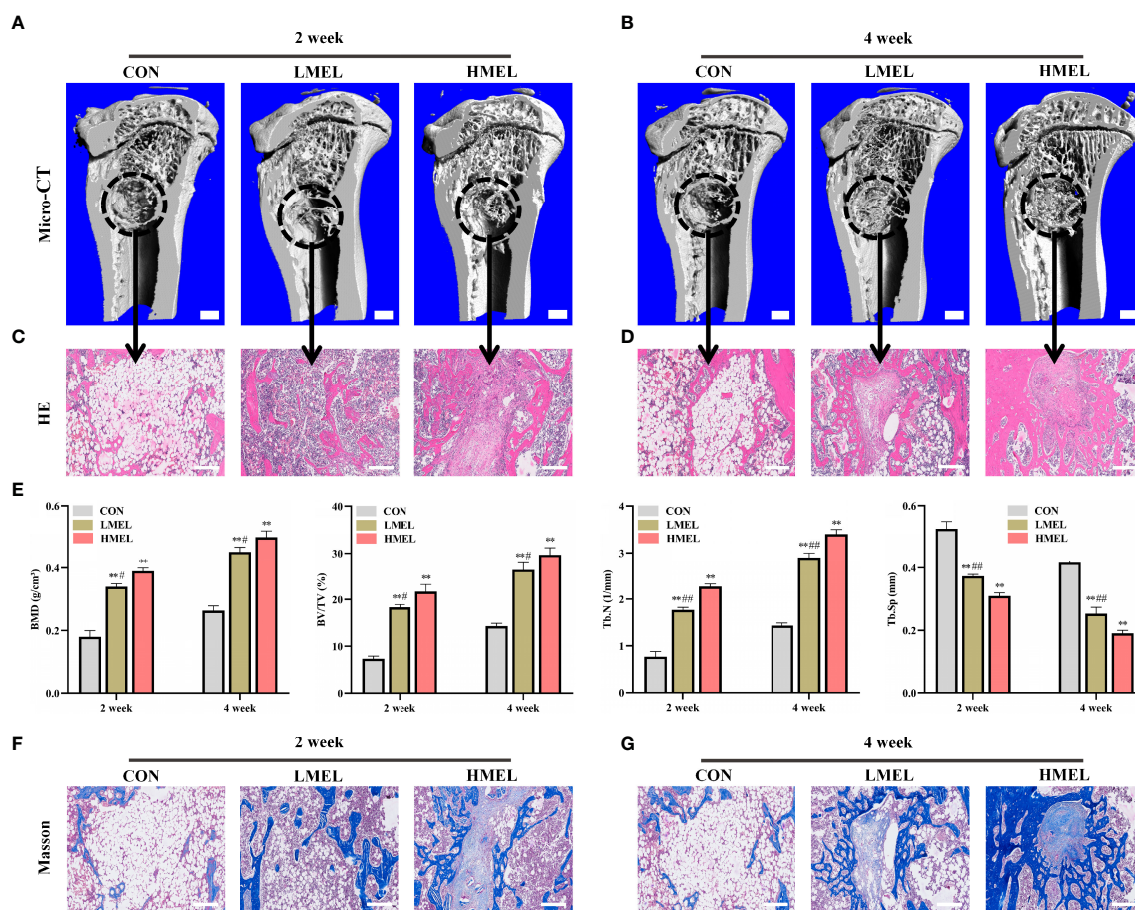 A
B
2 week
4 week
CON LMEL HMEL
CON LMEL HMEL
Micro-CT
C
D
HE
E
BMD (g/cm³)
0.6
0.4
0.2
0.0
CON
LMEL
HMEL
**# **
**# **
2 week 4 week
BV/TV (%)
40
30
20
10
0
CON
LMEL
HMEL
**# **
**# **
2 week 4 week
Tb.N (1/mm)
4
3
2
1
0
CON
LMEL
HMEL
**## **
**## **
2 week 4 week
Tb.Sp (mm)
0.6
0.4
0.2
0.0
CON
LMEL
HMEL
**## **
**## **
2 week 4 week
F
G
2 week
4 week
CON LMEL HMEL
CON LMEL HMEL
Masson